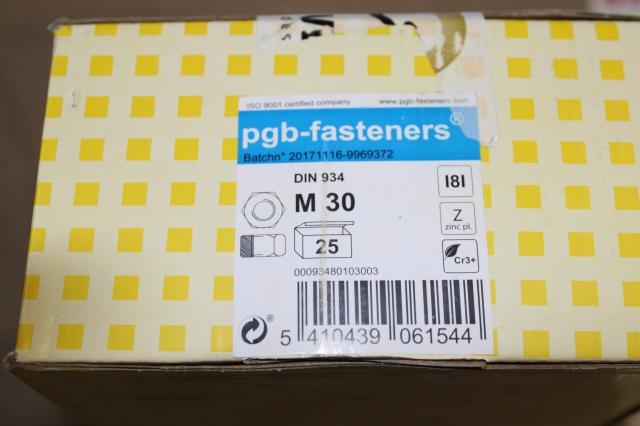 ISO 9001 certified company www.pgb-fasteners.com
pgb-fasteners®
Batchn° 20171116-9969372
DIN 934
M 30
I8I
25
Z
zinc pl.
Cr3+
00093480103003
®
5 410439 061544